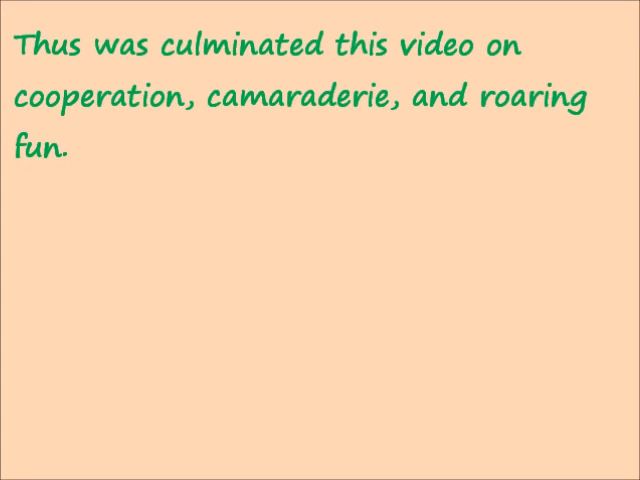 Thus was culminated this video on
cooperation, camaraderie, and roaring
fun.